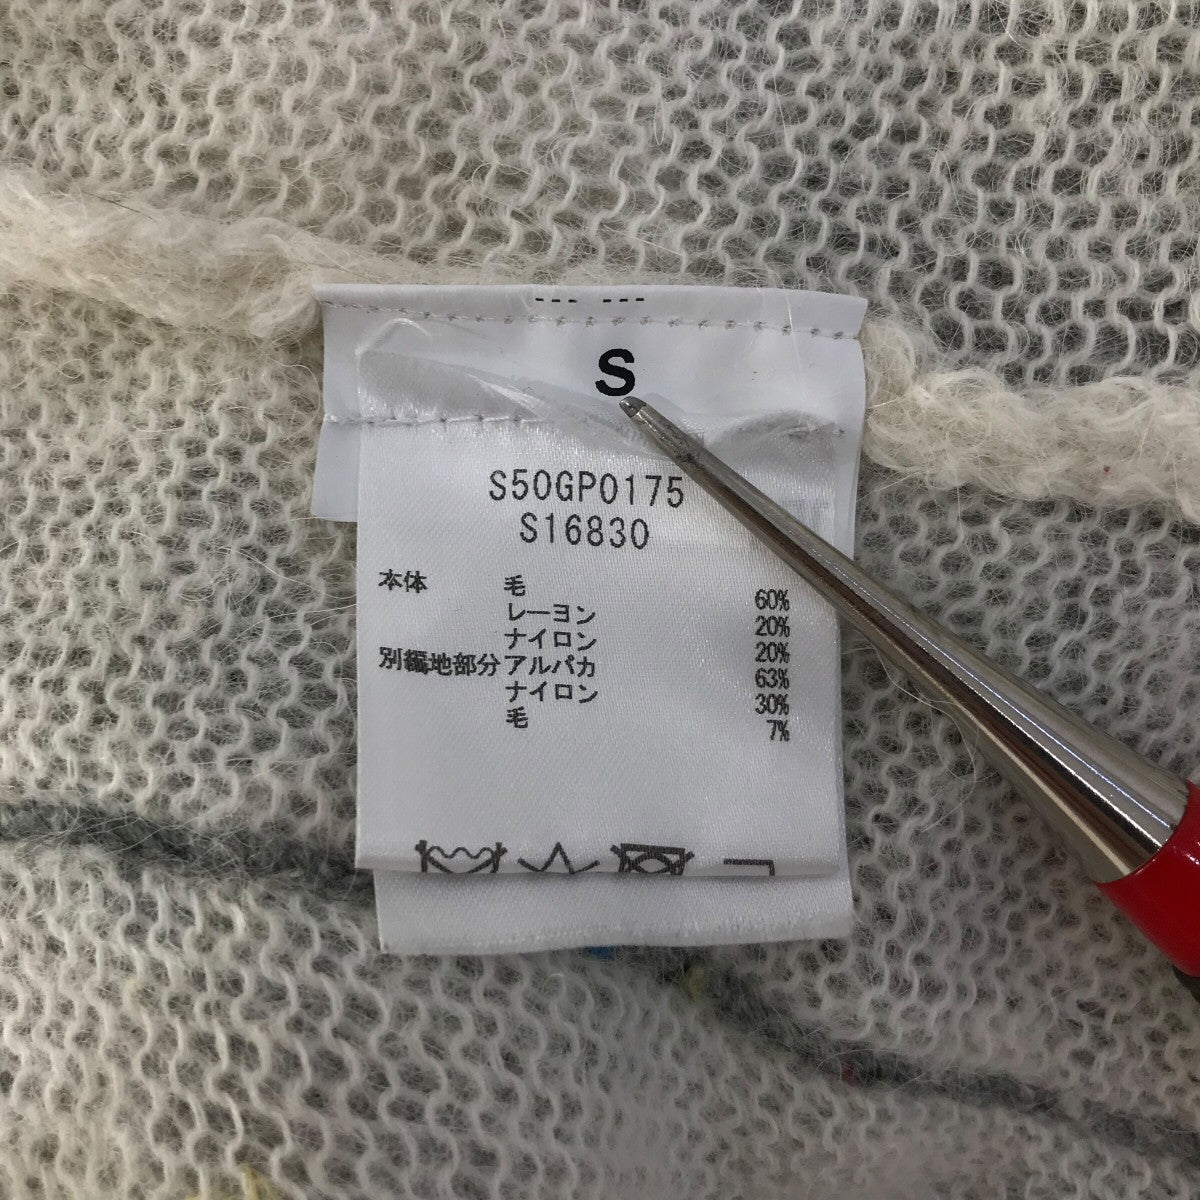 S
S50GP0175
S16830
本体 毛 60%
レーヨン 20%
ナイロン 20%
別編地部分 アルパカ 63%
ナイロン 30%
毛 7%